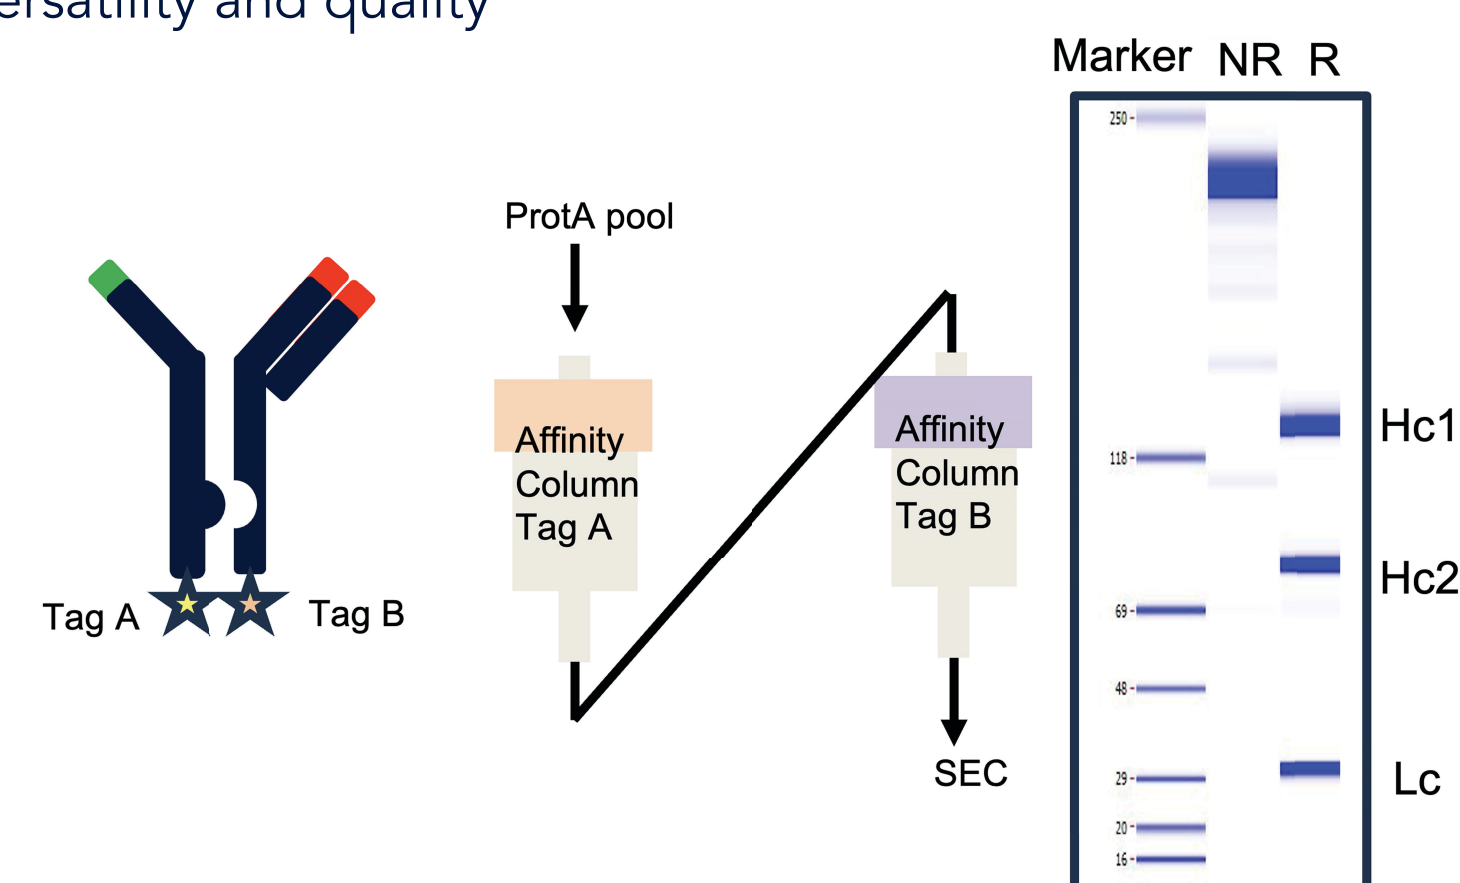 ersatility and quality
Marker NR R
250
118
69
48
29
20
16
Hc1
Hc2
Lc
ProtA pool
Affinity
Column
Tag A
Affinity
Column
Tag B
SEC
Tag A
Tag B